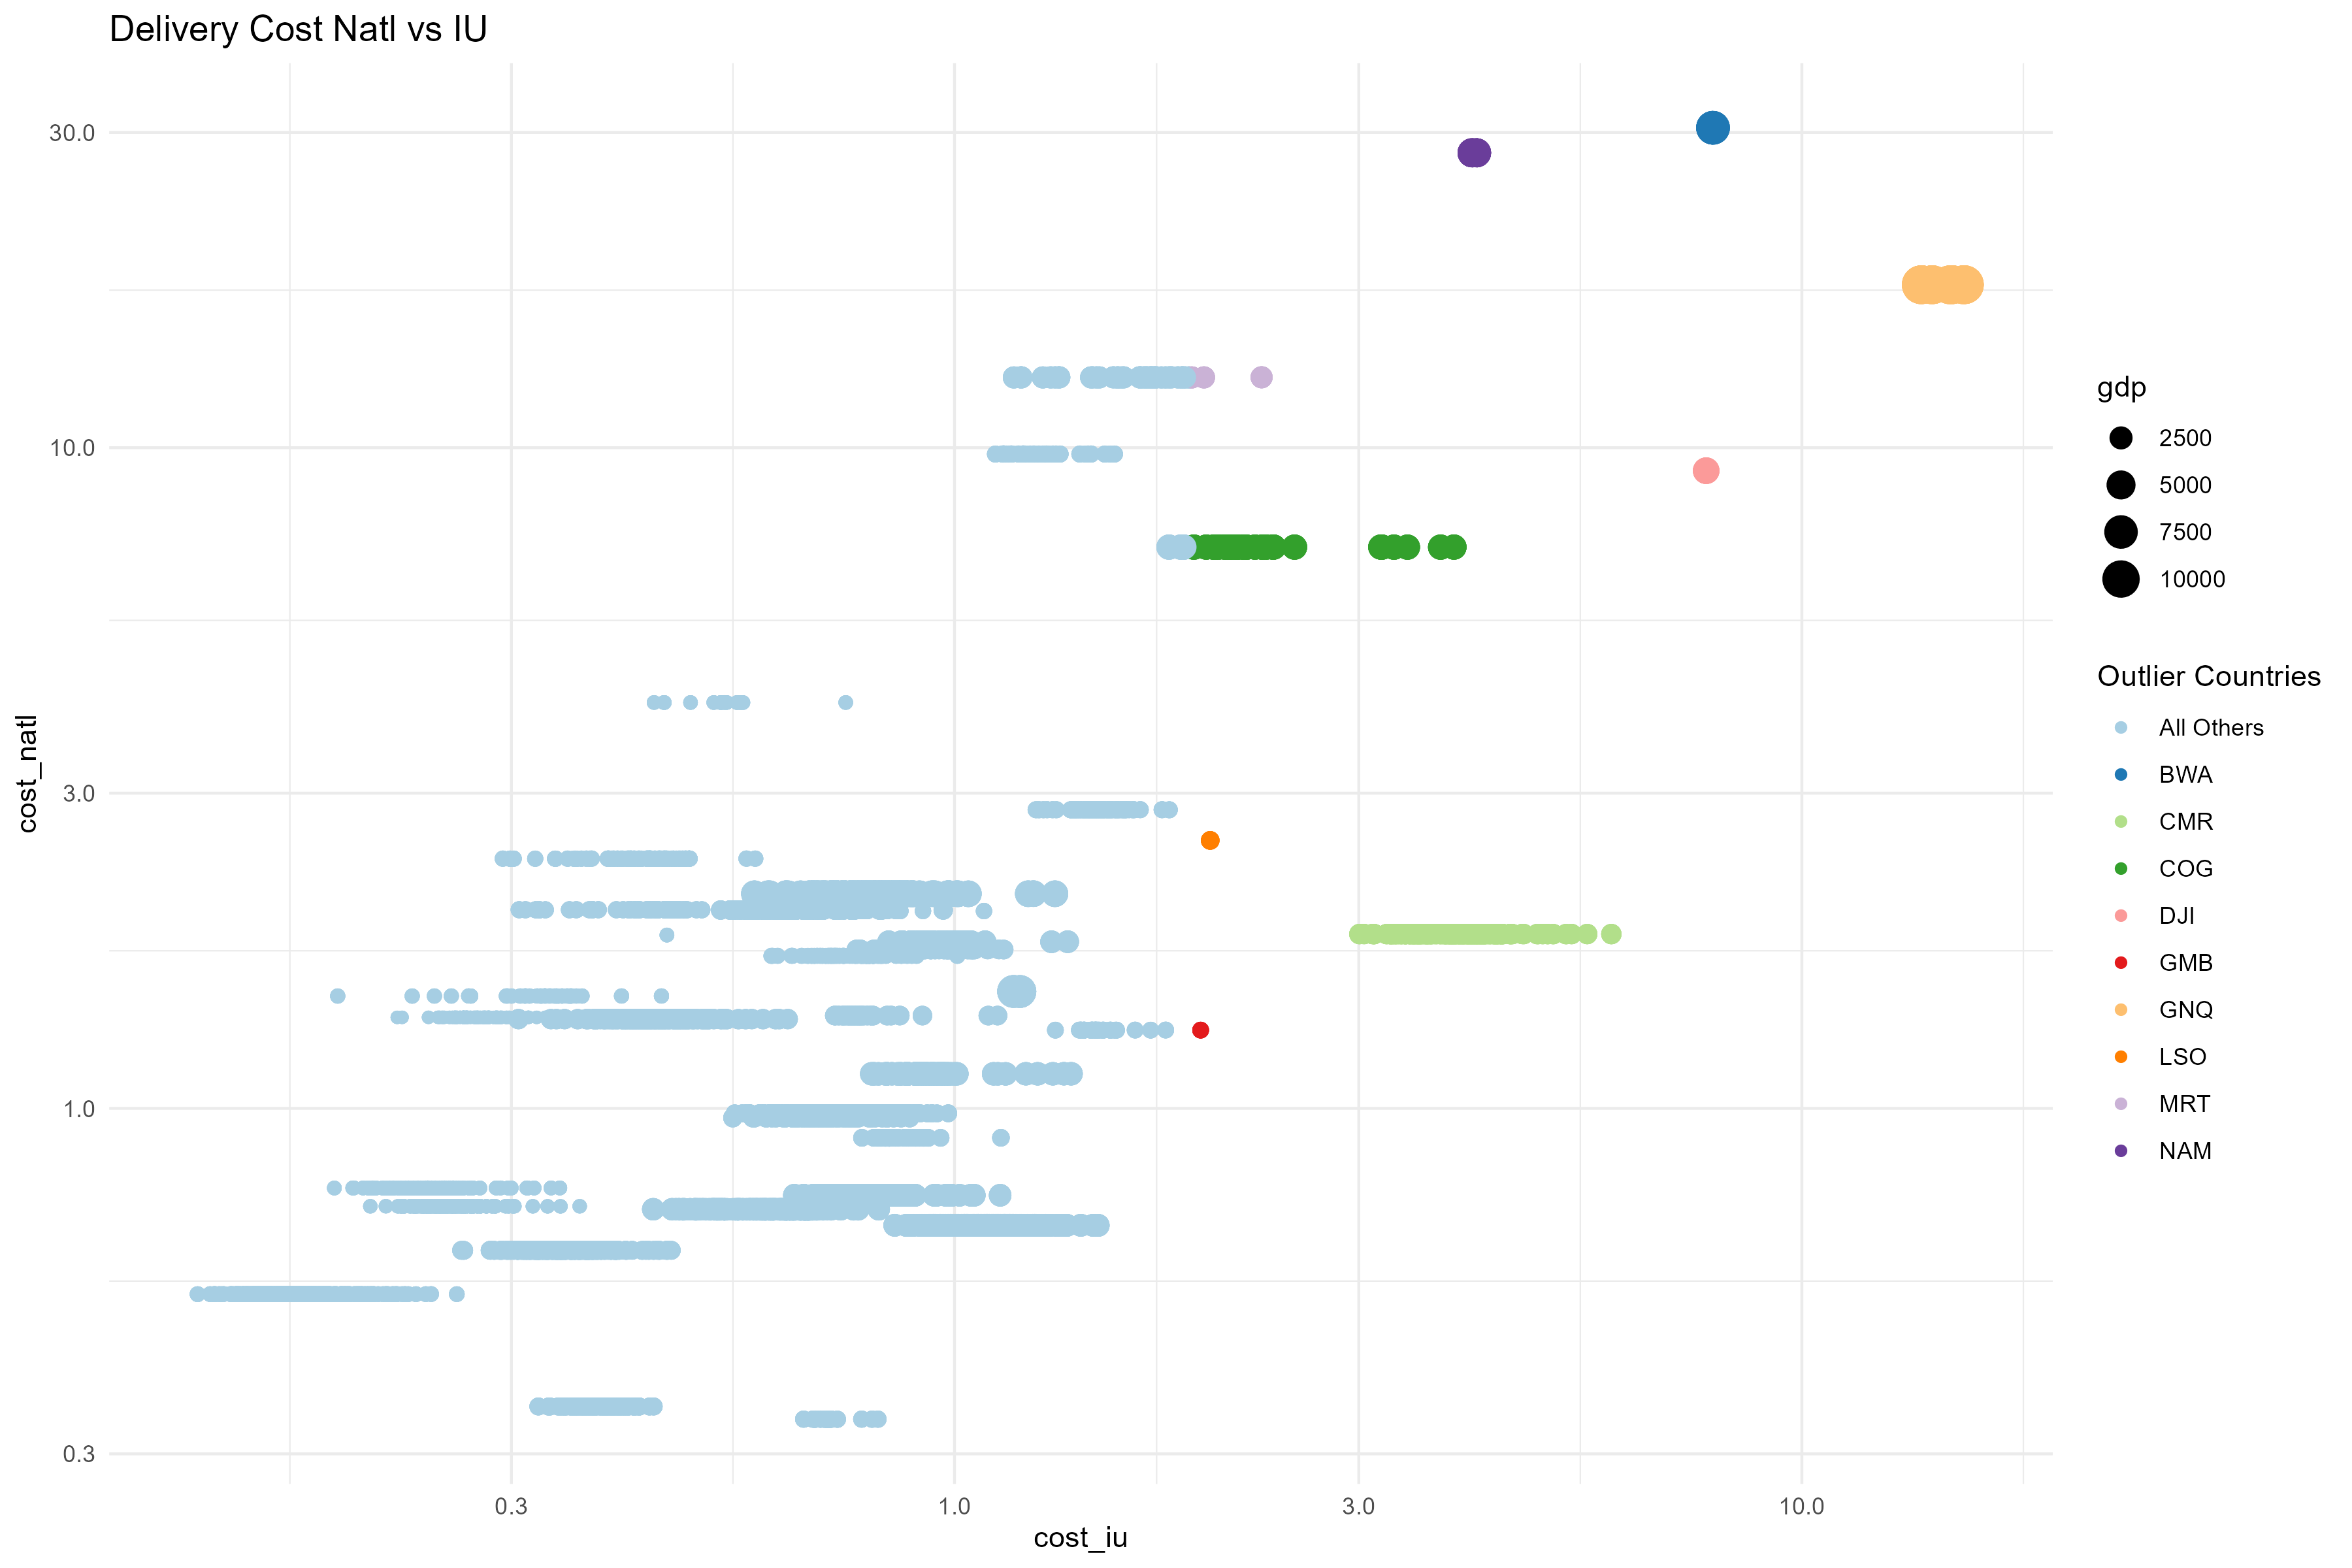 Delivery Cost Natl vs IU
30.0
10.0
3.0
1.0
0.3
cost_natl
0.3
1.0
3.0
10.0
cost_iu
gdp
2500
5000
7500
10000
Outlier Countries
All Others
BWA
CMR
COG
DJI
GMB
GNQ
LSO
MRT
NAM